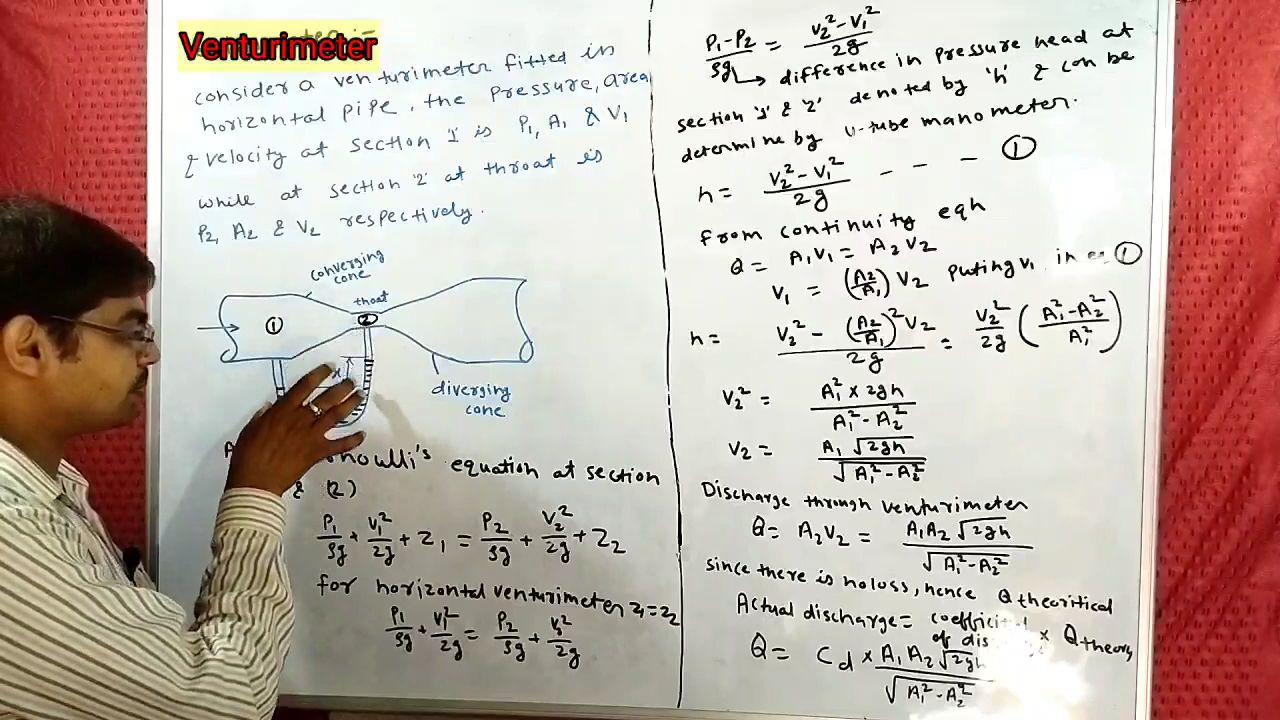 Venturimeter
consider a venturimeter fitted in
horizontal pipe, the pressure, area
& velocity at section '1' is P₁, A₁ & V₁
while at section '2' at throat is
P₂, A₂ & V₂ respectively.
converging
cone
thoat
①
②
x
diverging
cone
equation at section
& (2)
P₁/ρg + V₁²/2g + Z₁ = P₂/ρg + V₂²/2g + Z₂
for horizontal venturimeter z₁=z₂
P₁/ρg + V₁²/2g = P₂/ρg + V₂²/2g
P₁-P₂/ρg = V₂²-V₁²/2g
→ difference in pressure head at
section '1' & '2' denoted by 'h' & can be
determine by U-tube manometer.
h = V₂²-V₁²/2g - - - ①
from continuity eqn
Q = A₁V₁ = A₂V₂
V₁ = (A₂/A₁) V₂ puting v₁ in eq ①
h = V₂² - (A₂/A₁)² V₂/2g = V₂²/2g (A₁²-A₂²/A₁²)
V₂² = A₁² × 2gh/A₁²-A₂²
V₂ = A₁√2gh/√A₁²-A₂²
Discharge through venturimeter
Q = A₂V₂ = A₁A₂√2gh/√A₁²-A₂²
since there is no loss, hence Q theoritical
Actual discharge = × Q theory
of
Q = Cd × A₁A₂√2gh/√A₁²-A₂²